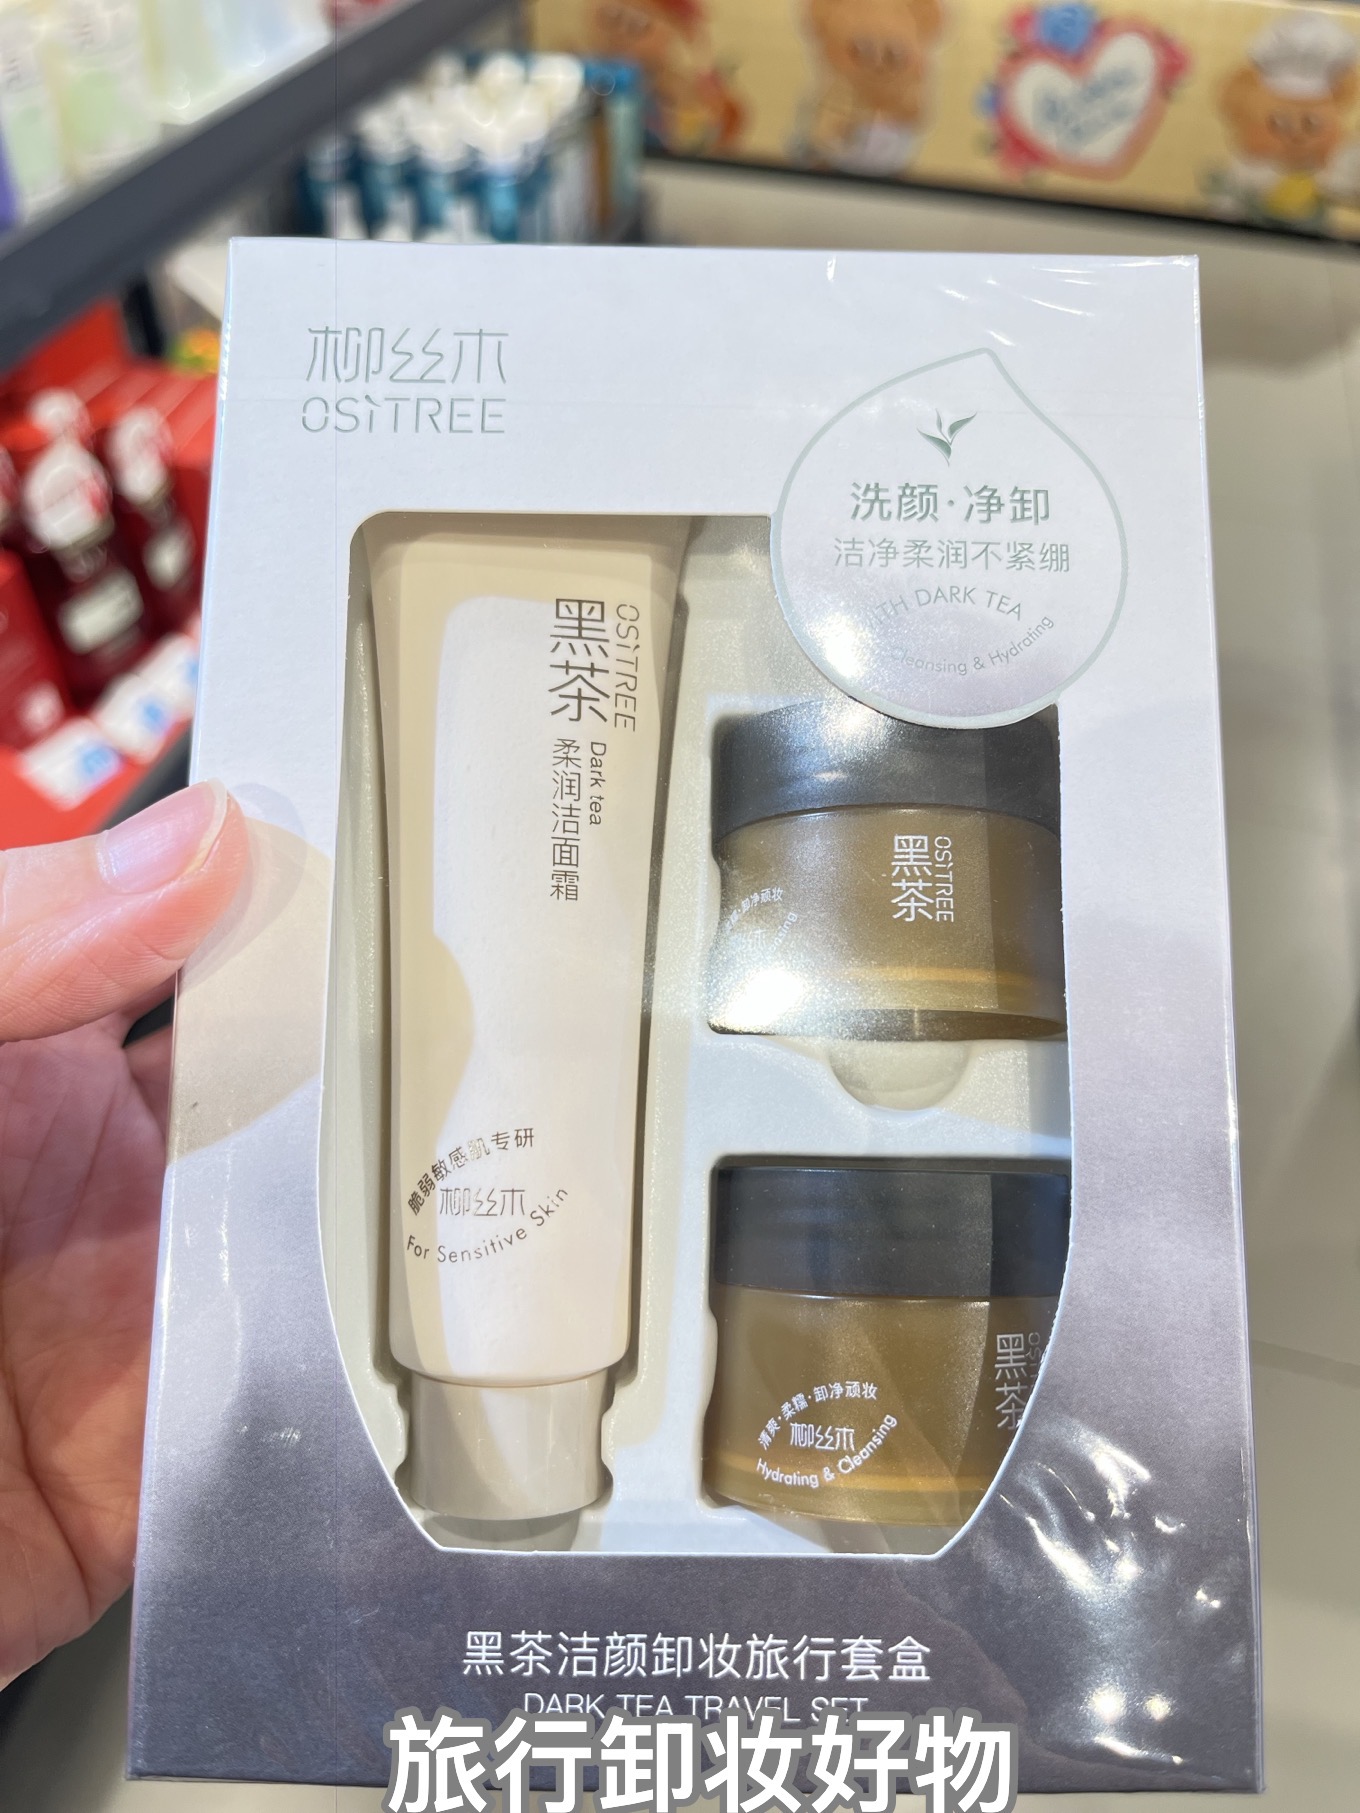 柳丝木
OSiTREE
洗颜·净卸
洁净柔润不紧绷
WITH DARK TEA
Cleansing & Hydrating
OSiTREE
黑茶
Dark tea
柔润洁面霜
脆弱敏感肌专研
柳丝木
For Sensitive Skin
OSiTREE
黑茶
卸净顽妆
黑茶
清爽·柔糯·卸净顽妆
柳丝木
Hydrating & Cleansing
黑茶洁颜卸妆旅行套盒
DARK TEA TRAVEL SET
旅行卸妆好物